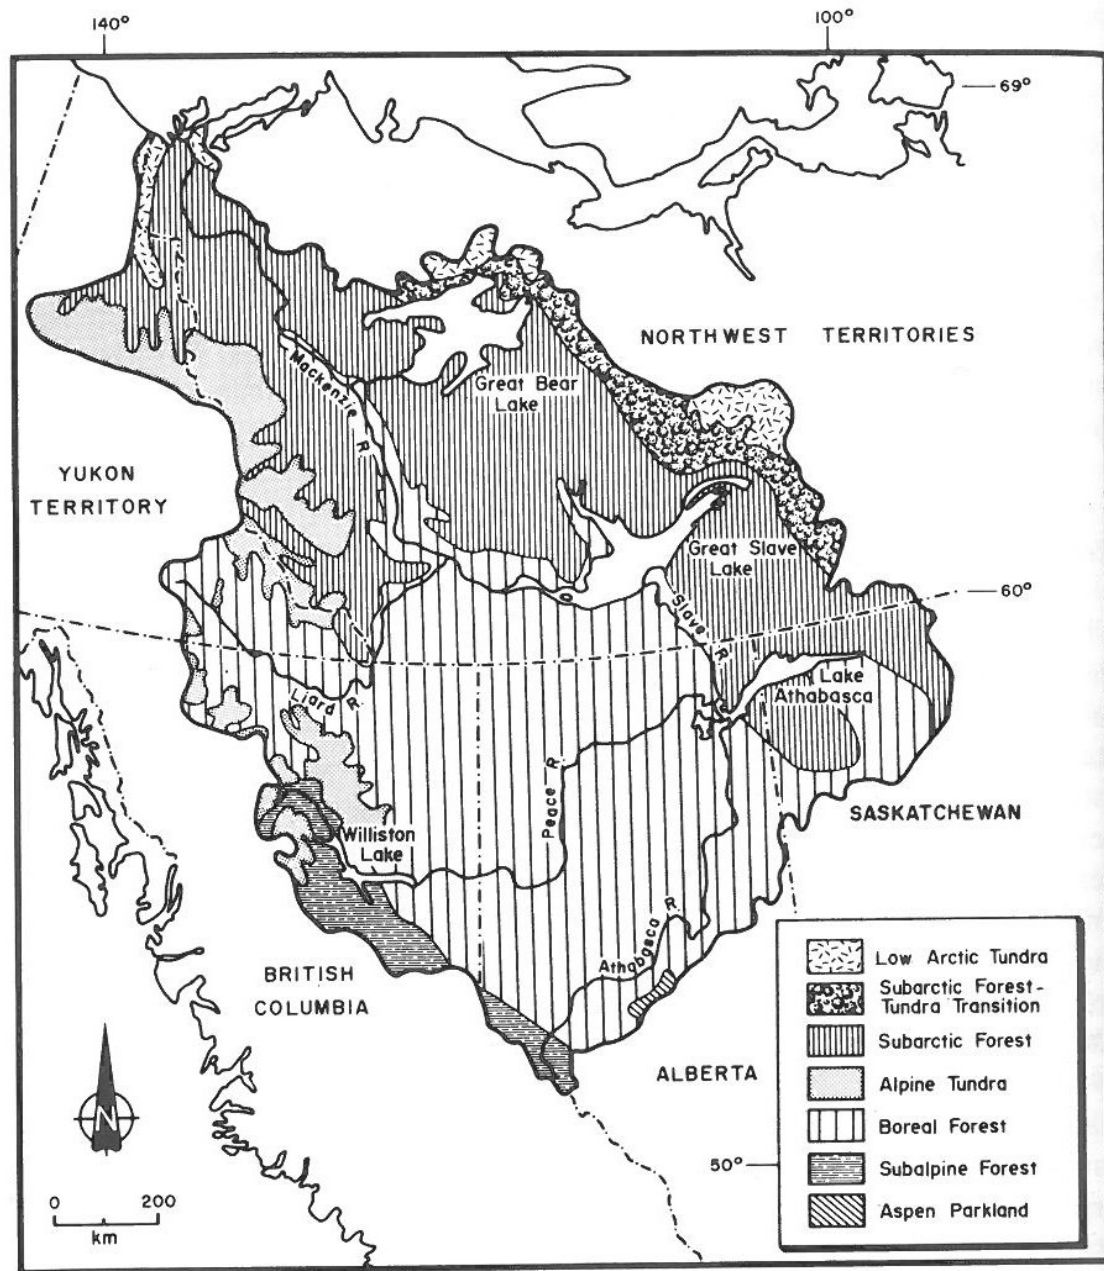 140°
100°
69°
NORTHWEST TERRITORIES
Mackenzie R.
Great Bear
Lake
YUKON
TERRITORY
Great Slave
Lake
60°
Slave R.
Lake
Athabasca
Liard R.
Peace R.
SASKATCHEWAN
Williston
Lake
Athabasca R.
BRITISH
COLUMBIA
ALBERTA
50°
N
0 200
km
Low Arctic Tundra
Subarctic Forest-
Tundra Transition
Subarctic Forest
Alpine Tundra
Boreal Forest
Subalpine Forest
Aspen Parkland